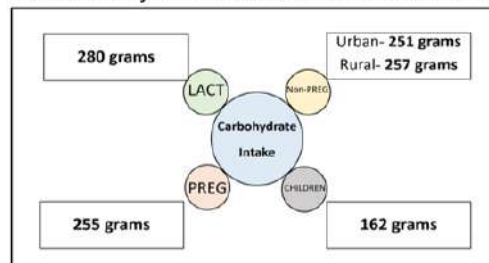 280 grams
Urban- 251 grams
Rural- 257 grams
LACT
Non-PREG
Carbohydrate
Intake
PREG
CHILDREN
255 grams
162 grams